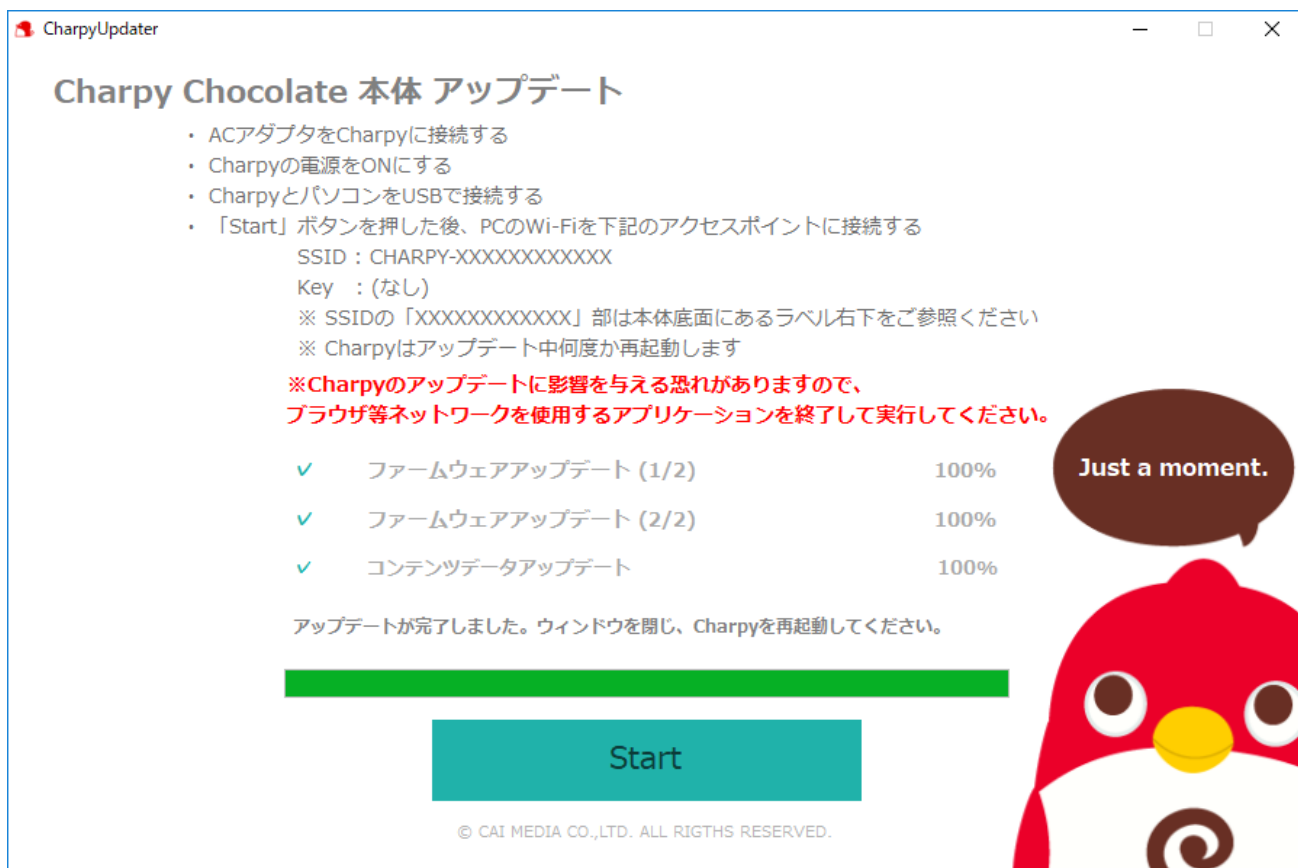 CharpyUpdater
Charpy Chocolate 本体 アップデート
・ ACアダプタをCharpyに接続する
・ Charpyの電源をONにする
・ CharpyとパソコンをUSBで接続する
・ 「Start」ボタンを押した後、PCのWi-Fiを下記のアクセスポイントに接続する
SSID : CHARPY-XXXXXXXXXXXX
Key : (なし)
※ SSIDの「XXXXXXXXXXXX」部は本体底面にあるラベル右下をご参照ください
※ Charpyはアップデート中何度か再起動します
※Charpyのアップデートに影響を与える恐れがありますので、
ブラウザ等ネットワークを使用するアプリケーションを終了して実行してください。
Just a moment.
✓ ファームウェアアップデート (1/2) 100%
✓ ファームウェアアップデート (2/2) 100%
✓ コンテンツデータアップデート 100%
アップデートが完了しました。ウィンドウを閉じ、Charpyを再起動してください。
Start
© CAI MEDIA CO.,LTD. ALL RIGTHS RESERVED.